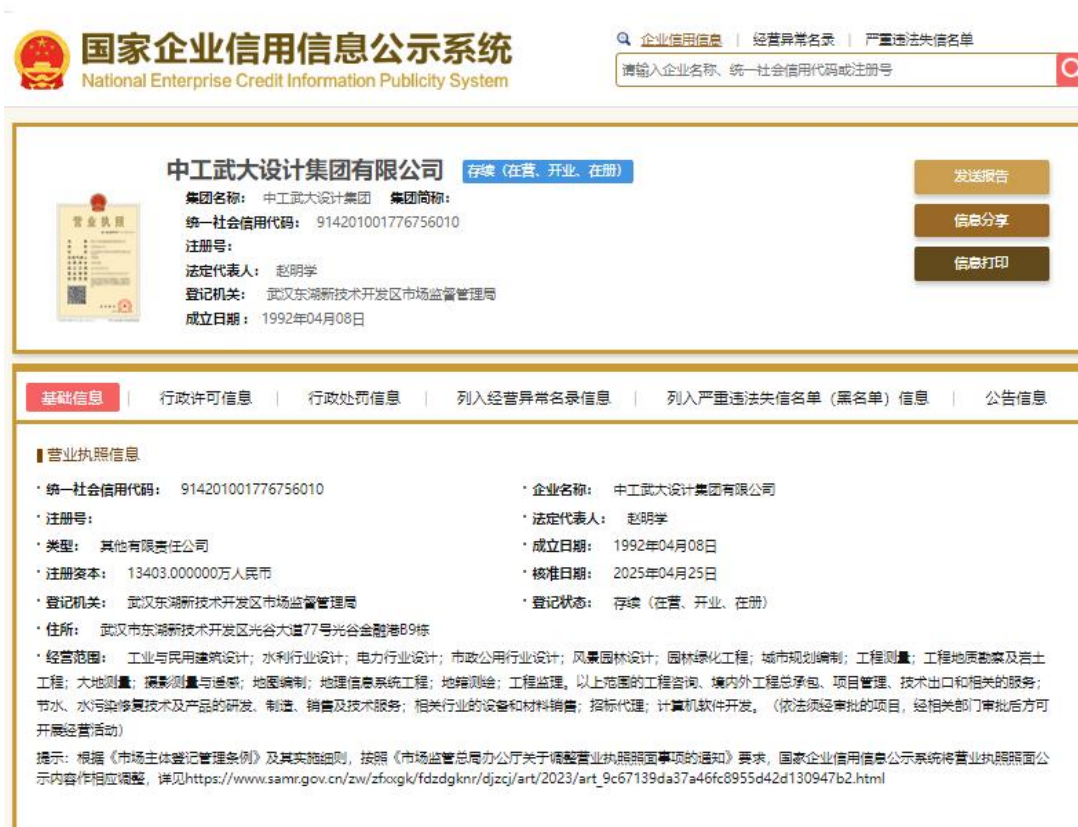 国家企业信用信息公示系统
National Enterprise Credit Information Publicity System
企业信用信息 | 经营异常名录 | 严重违法失信名单
请输入企业名称、统一社会信用代码或注册号
中工武大设计集团有限公司 存续（在营、开业、在册）
集团名称： 中工武大设计集团 集团简称：
统一社会信用代码： 914201001776756010
注册号：
法定代表人： 赵明学
登记机关： 武汉东湖新技术开发区市场监督管理局
成立日期： 1992年04月08日
营业执照
发送报告
信息分享
信息打印
基础信息 | 行政许可信息 | 行政处罚信息 | 列入经营异常名录信息 | 列入严重违法失信名单（黑名单）信息 | 公告信息
营业执照信息
· 统一社会信用代码： 914201001776756010 · 企业名称： 中工武大设计集团有限公司
· 注册号： · 法定代表人： 赵明学
· 类型： 其他有限责任公司 · 成立日期： 1992年04月08日
· 注册资本： 13403.000000万人民币 · 核准日期： 2025年04月25日
· 登记机关： 武汉东湖新技术开发区市场监督管理局 · 登记状态： 存续（在营、开业、在册）
· 住所： 武汉市东湖新技术开发区光谷大道77号光谷金融港B9栋
· 经营范围： 工业与民用建筑设计；水利行业设计；电力行业设计；市政公用行业设计；风景园林设计；园林绿化工程；城市规划编制；工程测量；工程地质勘察及岩土
工程；大地测量；摄影测量与遥感；地图编制；地理信息系统工程；地籍测绘；工程监理。以上范围的工程咨询、境内外工程总承包、项目管理、技术出口和相关的服务；
节水、水污染修复技术及产品的研发、制造、销售及技术服务；相关行业的设备和材料销售；招标代理；计算机软件开发。（依法须经审批的项目，经相关部门审批后方可
开展经营活动）
提示：根据《市场主体登记管理条例》及其实施细则，按照《市场监管总局办公厅关于调整营业执照照面事项的通知》要求，国家企业信用信息公示系统将营业执照照面公
示内容作相应调整，详见https://www.samr.gov.cn/zw/zfxxgk/fdzdgknr/djzcj/art/2023/art_9c67139da37a46fc8955d42d130947b2.html